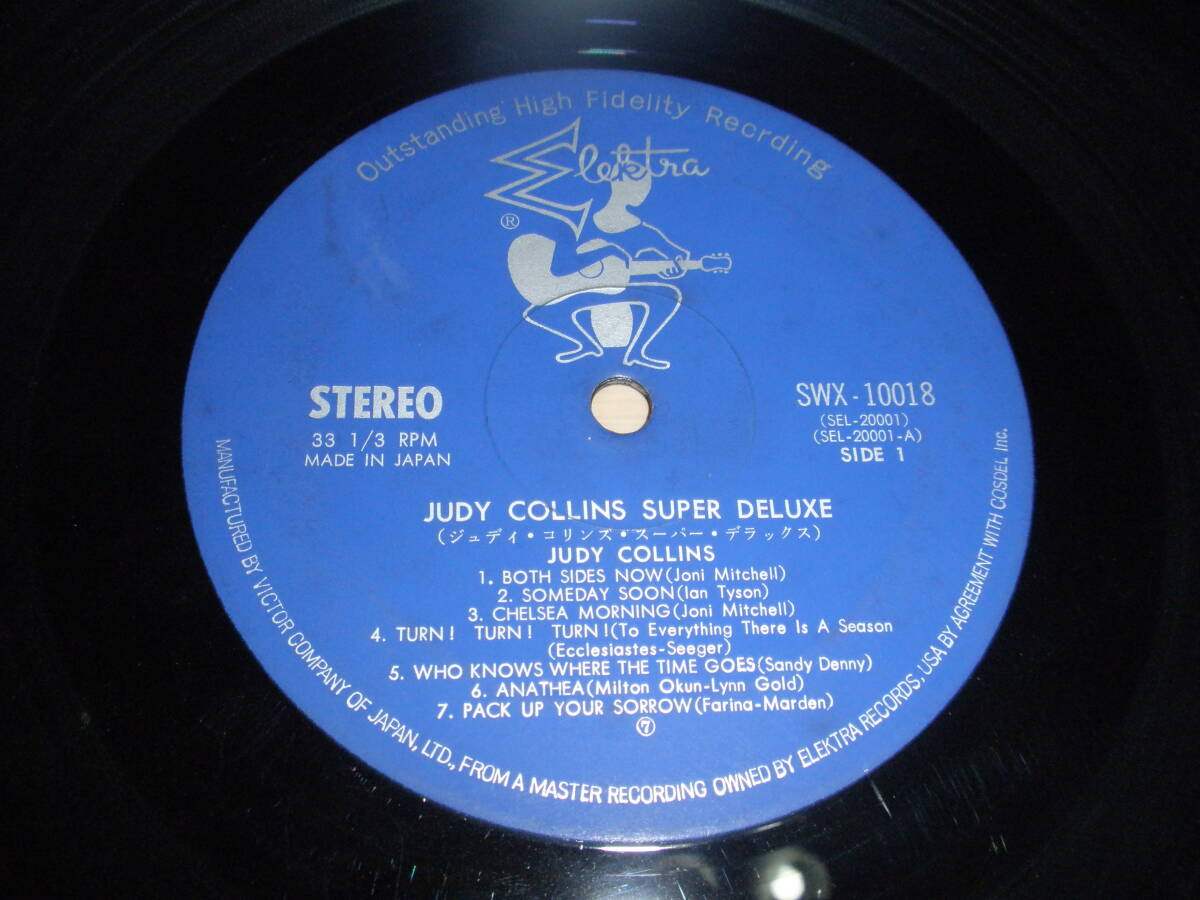 Outstanding High Fidelity Recrding
Elektra
®
STEREO
33 1/3 RPM
MADE IN JAPAN
SWX-10018
(SEL-20001)
(SEL-20001-A)
SIDE 1
JUDY COLLINS SUPER DELUXE
(ジュディ・コリンズ・スーパー・デラックス)
JUDY COLLINS
1. BOTH SIDES NOW(Joni Mitchell)
2. SOMEDAY SOON(Ian Tyson)
3. CHELSEA MORNING(Joni Mitchell)
4. TURN! TURN! TURN!(To Everything There Is A Season
(Ecclesiastes-Seeger)
5. WHO KNOWS WHERE THE TIME GOES(Sandy Denny)
6. ANATHEA(Milton Okun-Lynn Gold)
7. PACK UP YOUR SORROW(Farina-Marden)
⑦
MANUFACTURED BY VICTOR COMPANY OF JAPAN, LTD., FROM A MASTER RECORDING OWNED BY ELEKTRA RECORDS, USA BY AGREEMENT WITH COSDEL Inc.